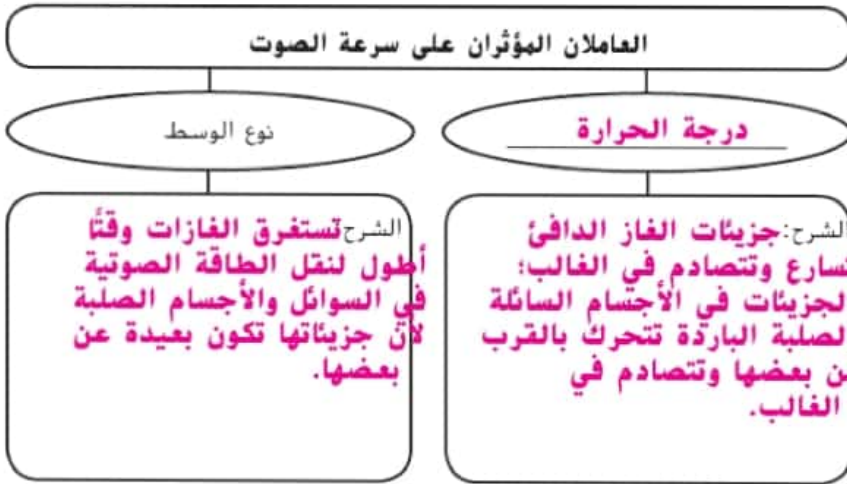 العاملان المؤثران على سرعة الصوت
درجة الحرارة
الشرح: جزيئات الغاز الدافئ
تسارع وتتصادم في الغالب؛
لجزيئات في الأجسام السائلة
لصلبة الباردة تتحرك بالقرب
ن بعضها وتتصادم في
الغالب.
نوع الوسط
الشرح تستغرق الغازات وقتًا
أطول لنقل الطاقة الصوتية
في السوائل والأجسام الصلبة
لأن جزيئاتها تكون بعيدة عن
بعضها.